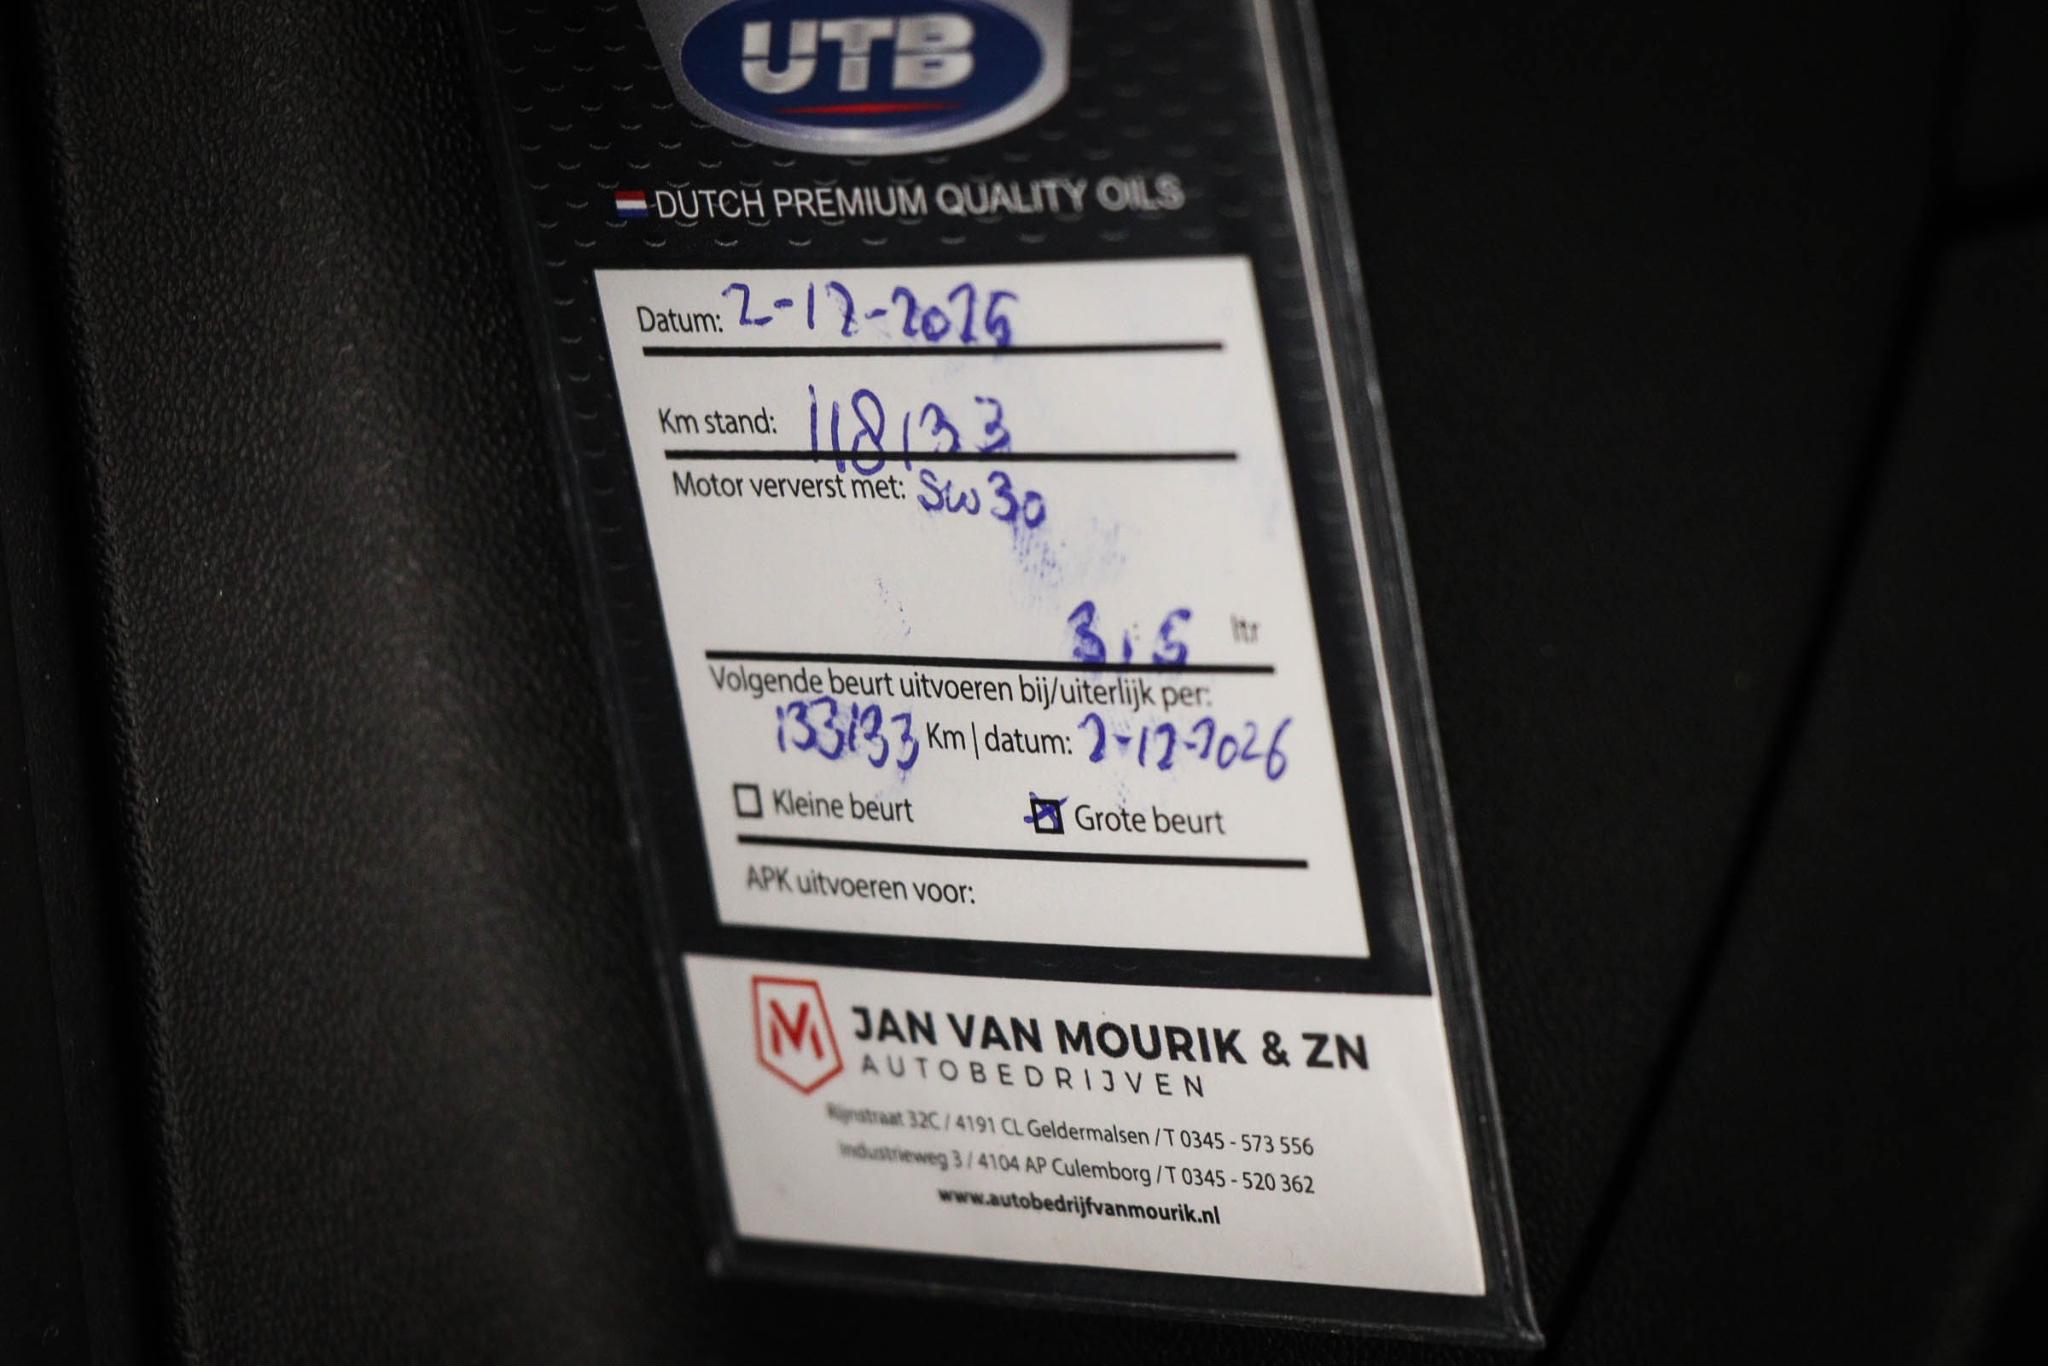 UTB
DUTCH PREMIUM QUALITY OILS
Datum: 2-12-2025
Km stand: 118133
Motor ververst met: 5w30
3,5 ltr
Volgende beurt uitvoeren bij/uiterlijk per:
133133 Km | datum: 2-12-2026
Kleine beurt Grote beurt
APK uitvoeren voor:
M JAN VAN MOURIK & ZN
AUTOBEDRIJVEN
Rijnstraat 32C / 4191 CL Geldermalsen / T 0345 - 573 556
Industrieweg 3 / 4104 AP Culemborg / T 0345 - 520 362
www.autobedrijfvanmourik.nl